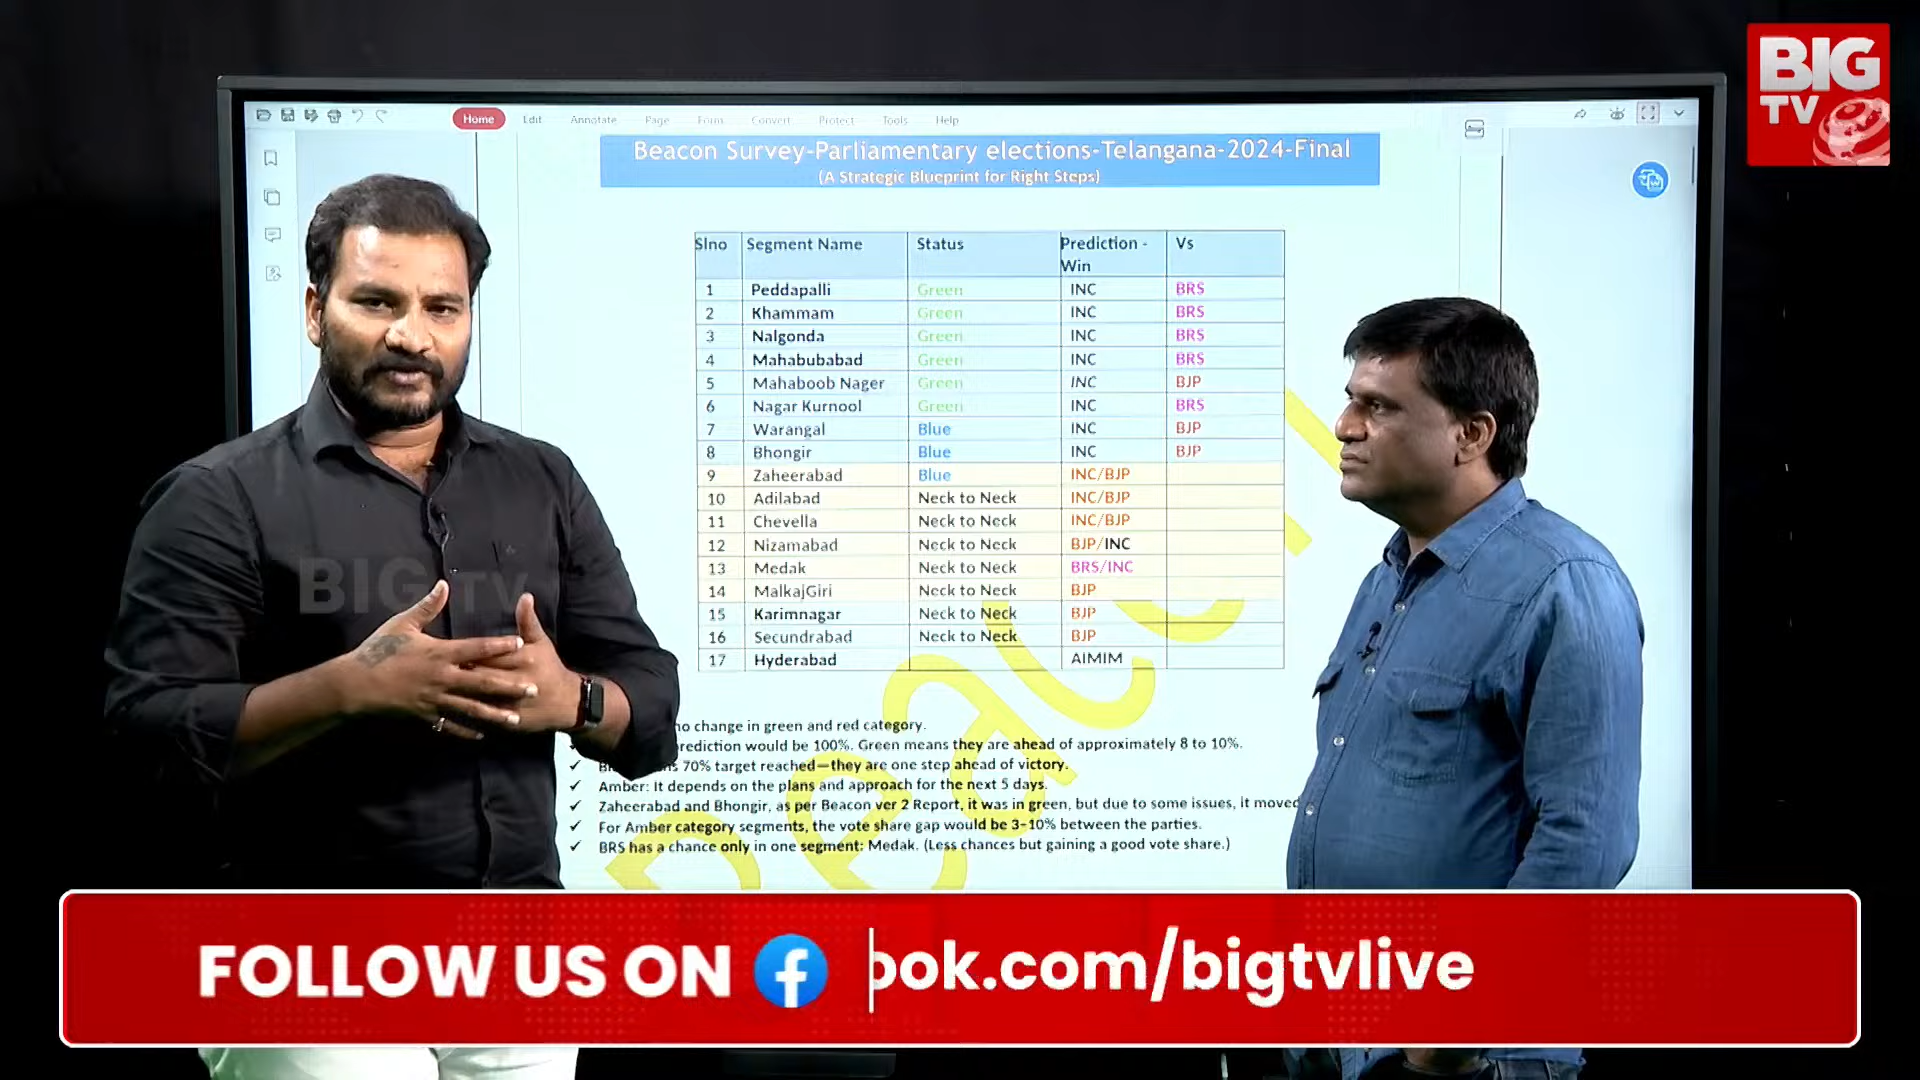 BIG
TV
Home Edit Annotate Page Form Convert Protect Tools Help
Beacon Survey-Parliamentary elections-Telangana-2024-Final
(A Strategic Blueprint for Right Steps)
Slno Segment Name Status Prediction - Win Vs
1 Peddapalli Green INC BRS
2 Khammam Green INC BRS
3 Nalgonda Green INC BRS
4 Mahabubabad Green INC BRS
5 Mahaboob Nager Green INC BJP
6 Nagar Kurnool Green INC BRS
7 Warangal Blue INC BJP
8 Bhongir Blue INC BJP
9 Zaheerabad Blue INC/BJP
10 Adilabad Neck to Neck INC/BJP
11 Chevella Neck to Neck INC/BJP
12 Nizamabad Neck to Neck BJP/INC
13 Medak Neck to Neck BRS/INC
14 MalkajGiri Neck to Neck BJP
15 Karimnagar Neck to Neck BJP
16 Secundrabad Neck to Neck BJP
17 Hyderabad AIMIM
BIG TV
no change in green and red category.
prediction would be 100%. Green means they are ahead of approximately 8 to 10%.
✓ 70% target reached—they are one step ahead of victory.
✓ Amber: It depends on the plans and approach for the next 5 days.
✓ Zaheerabad and Bhongir, as per Beacon ver 2 Report, it was in green, but due to some issues, it moved
✓ For Amber category segments, the vote share gap would be 3-10% between the parties.
✓ BRS has a chance only in one segment: Medak. (Less chances but gaining a good vote share.)
FOLLOW US ON f ook.com/bigtvlive